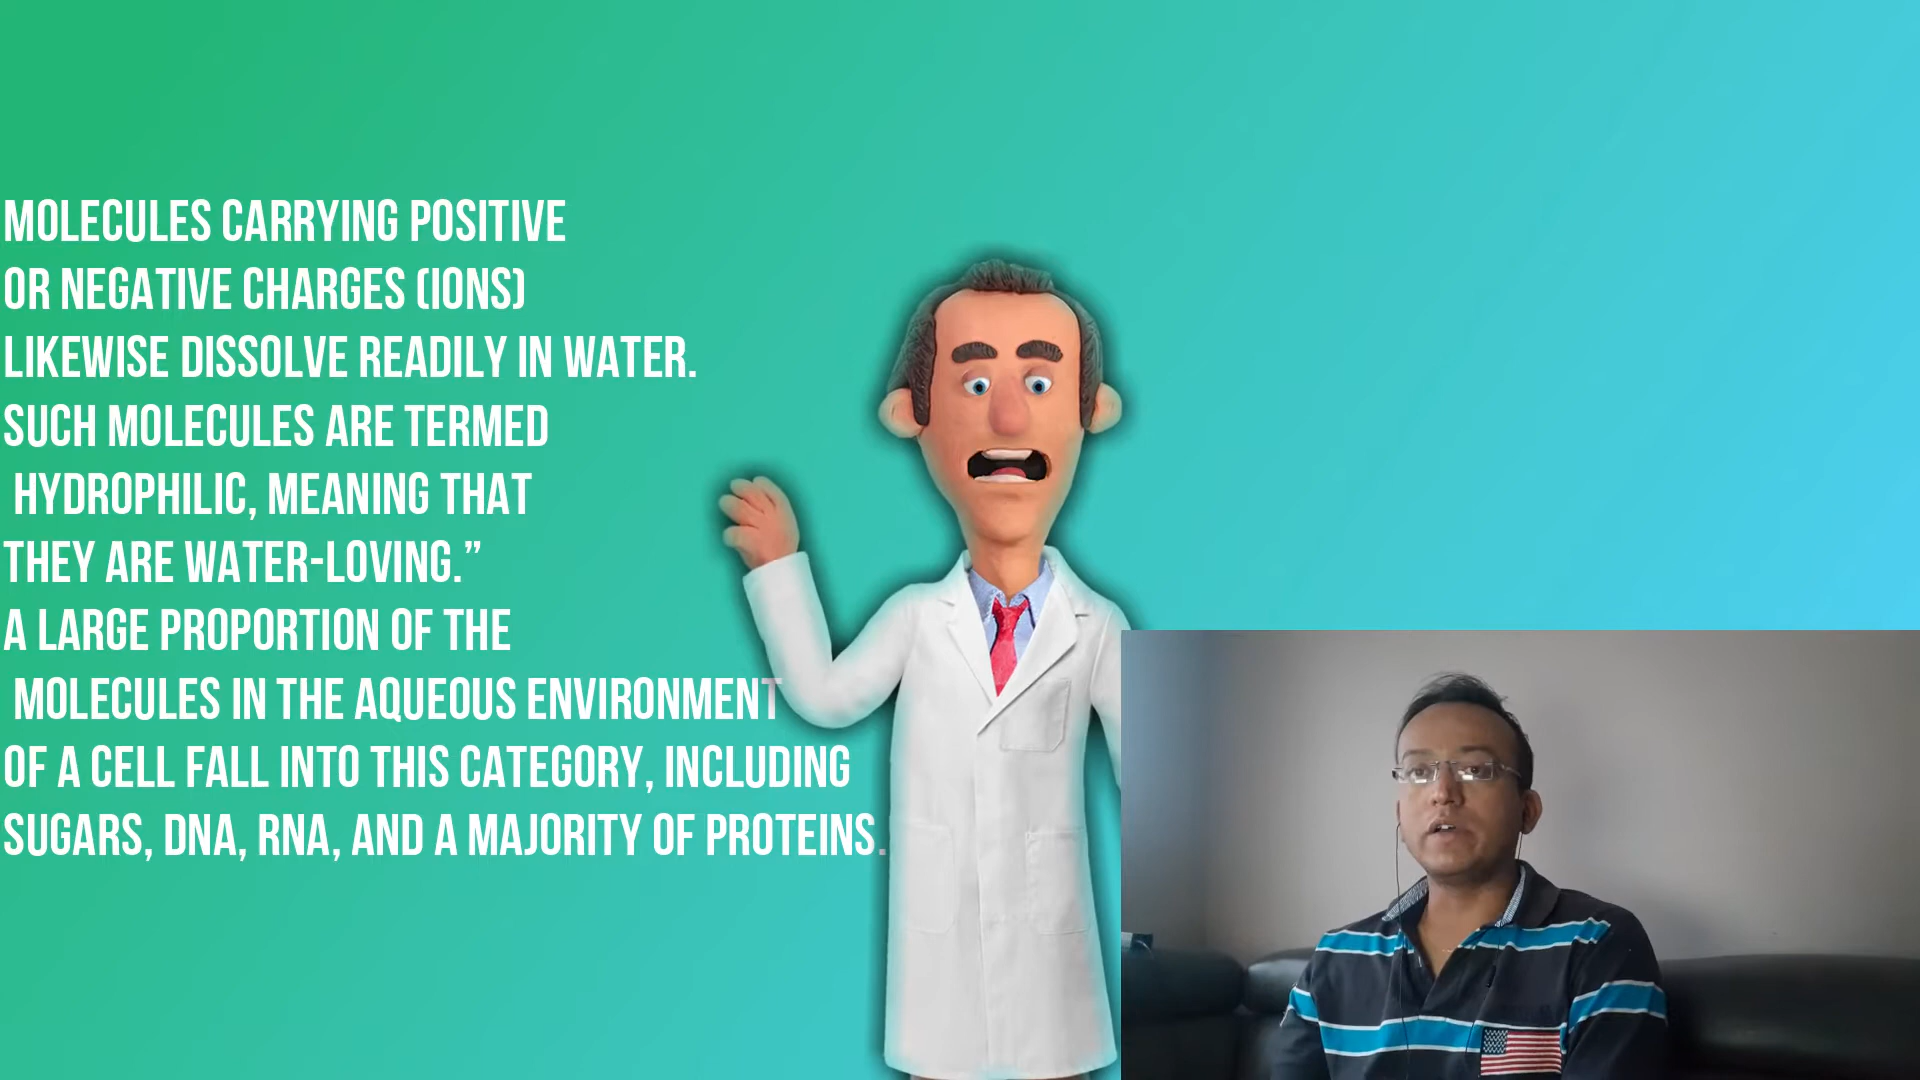 MOLECULES CARRYING POSITIVE
OR NEGATIVE CHARGES (IONS)
LIKEWISE DISSOLVE READILY IN WATER.
SUCH MOLECULES ARE TERMED
HYDROPHILIC, MEANING THAT
THEY ARE WATER-LOVING.”
A LARGE PROPORTION OF THE
MOLECULES IN THE AQUEOUS ENVIRONMENT
OF A CELL FALL INTO THIS CATEGORY, INCLUDING
SUGARS, DNA, RNA, AND A MAJORITY OF PROTEINS.